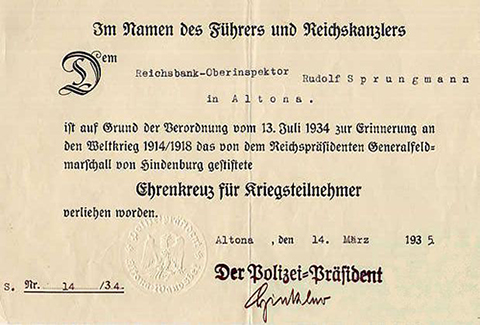 Im Namen des Führers und Reichskanzlers
Dem
Reichsbank-Oberinspektor Rudolf Sprungmann
in Altona.
ist auf Grund der Verordnung vom 13. Juli 1934 zur Erinnerung an
den Weltkrieg 1914/1918 das von dem Reichspräsidenten Generalfeld-
marschall von Hindenburg gestiftete
Ehrenkreuz für Kriegsteilnehmer
verliehen worden.
Altona, den 14. März 1935.
S. Nr. 14 /34.
Der Polizei-Präsident